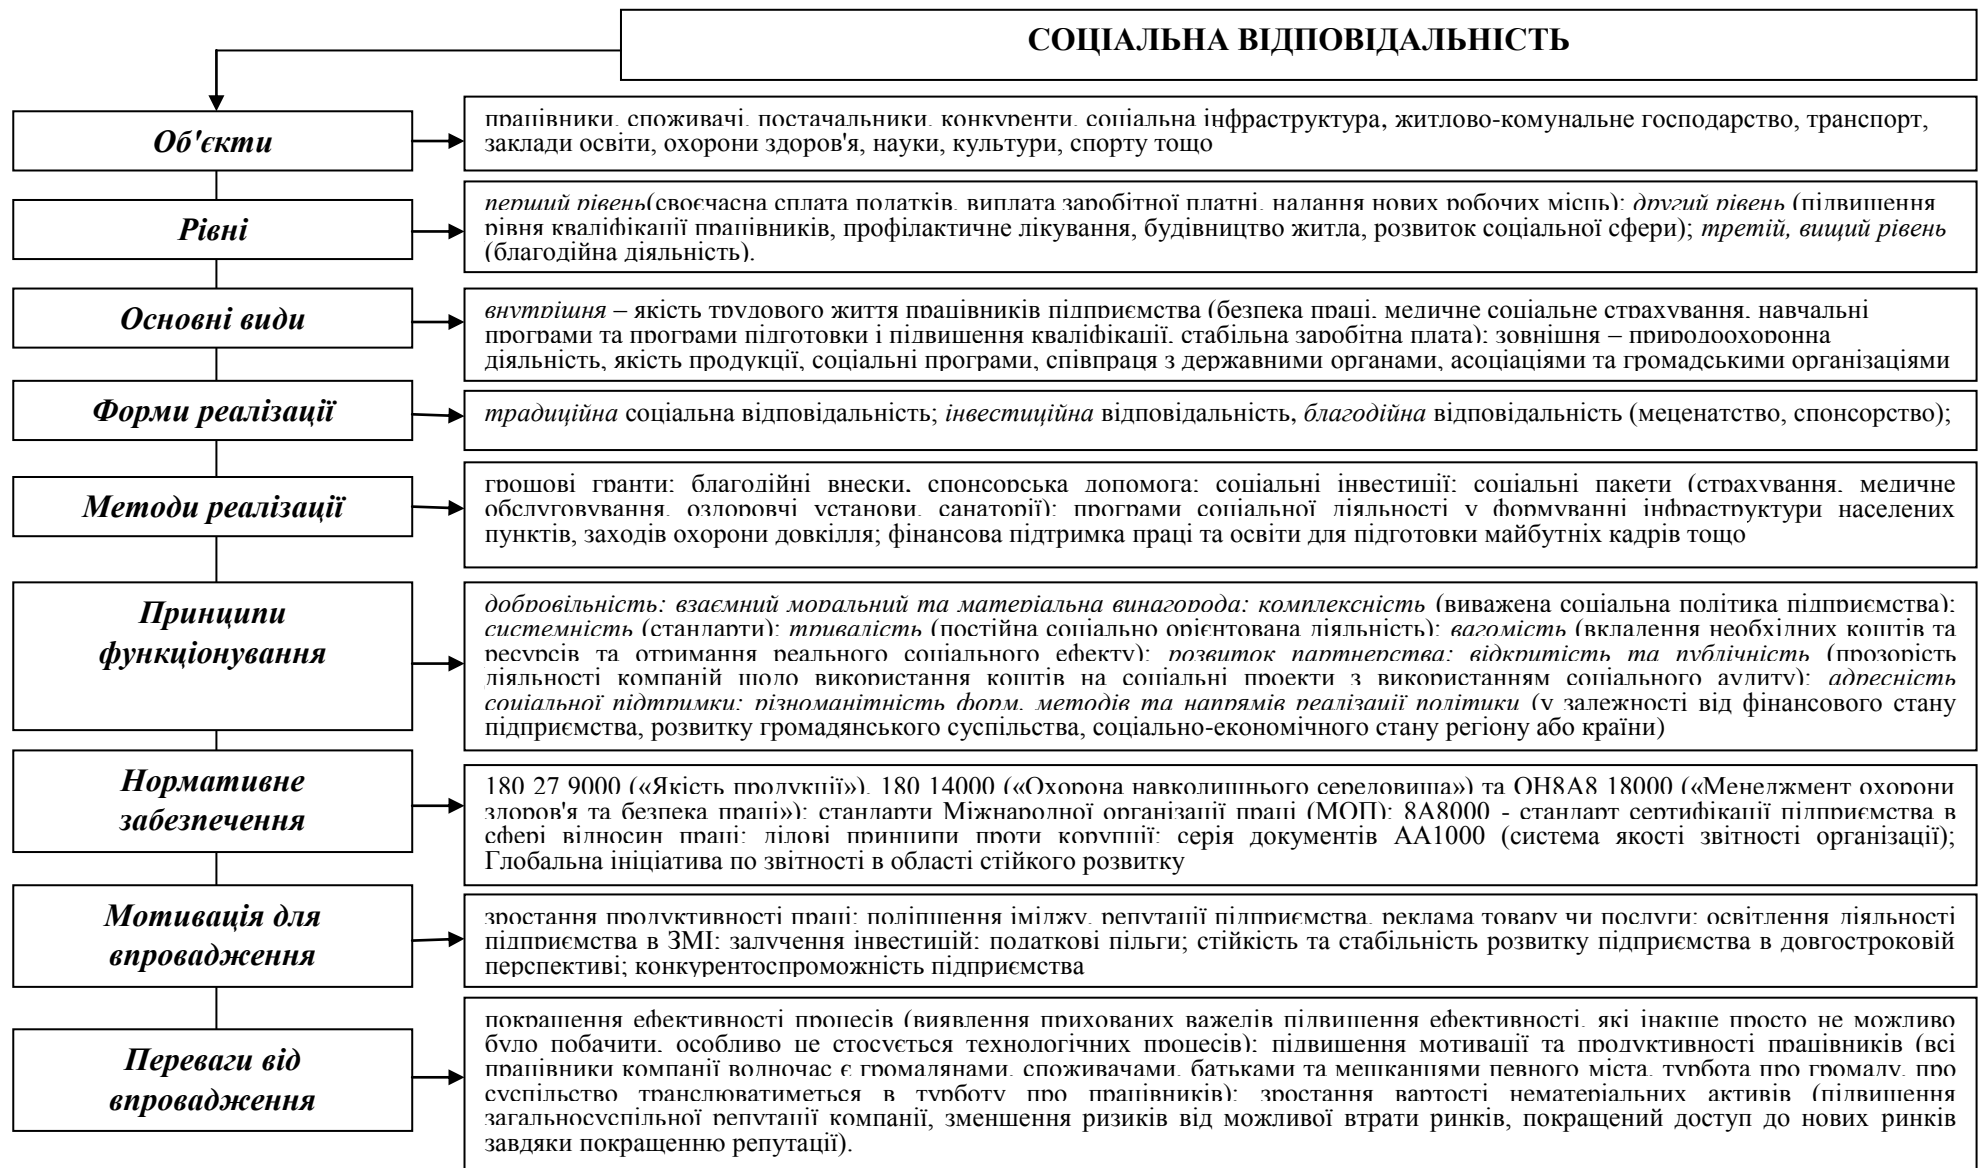 СОЦІАЛЬНА ВІДПОВІДАЛЬНІСТЬ
Об'єкти
працівники, споживачі, постачальники, конкуренти, соціальна інфраструктура, житлово-комунальне господарство, транспорт,
заклади освіти, охорони здоров'я, науки, культури, спорту тощо
Рівні
перший рівень(своєчасна сплата податків, виплата заробітної платні, надання нових робочих місць); другий рівень (підвищення
рівня кваліфікації працівників, профілактичне лікування, будівництво житла, розвиток соціальної сфери); третій, вищий рівень
(благодійна діяльність).
Основні види
внутрішня – якість трудового життя працівників підприємства (безпека праці, медичне соціальне страхування, навчальні
програми та програми підготовки і підвищення кваліфікації, стабільна заробітна плата); зовнішня – природоохоронна
діяльність, якість продукції, соціальні програми, співпраця з державними органами, асоціаціями та громадськими організаціями
Форми реалізації
традиційна соціальна відповідальність; інвестиційна відповідальність, благодійна відповідальність (меценатство, спонсорство);
Методи реалізації
грошові гранти; благодійні внески, спонсорська допомога; соціальні інвестиції; соціальні пакети (страхування, медичне
обслуговування, оздоровчі установи, санаторії); програми соціальної діяльності у формуванні інфраструктури населених
пунктів, заходів охорони довкілля; фінансова підтримка праці та освіти для підготовки майбутніх кадрів тощо
Принципи
функціонування
добровільність; взаємний моральний та матеріальна винагорода; комплексність (виважена соціальна політика підприємства);
системність (стандарти); тривалість (постійна соціально орієнтована діяльність); вагомість (вкладення необхідних коштів та
ресурсів та отримання реального соціального ефекту); розвиток партнерства; відкритість та публічність (прозорість
діяльності компаній щодо використання коштів на соціальні проекти з використанням соціального аудиту); адресність
соціальної підтримки; різноманітність форм, методів та напрямів реалізації політики (у залежності від фінансового стану
підприємства, розвитку громадянського суспільства, соціально-економічного стану регіону або країни)
Нормативне
забезпечення
180 27 9000 («Якість продукції»), 180 14000 («Охорона навколишнього середовища») та ОН8А8 18000 («Менеджмент охорони
здоров'я та безпека праці»); стандарти Міжнародної організації праці (МОП); 8А8000 - стандарт сертифікації підприємства в
сфері відносин праці; ділові принципи проти корупції; серія документів АА1000 (система якості звітності організації);
Глобальна ініціатива по звітності в області стійкого розвитку
Мотивація для
впровадження
зростання продуктивності праці; поліпшення іміджу, репутації підприємства, реклама товару чи послуги; освітлення діяльності
підприємства в ЗМІ; залучення інвестицій; податкові пільги; стійкість та стабільність розвитку підприємства в довгостроковій
перспективі; конкурентоспроможність підприємства
Переваги від
впровадження
покращення ефективності процесів (виявлення прихованих важелів підвищення ефективності, які інакше просто не можливо
було побачити, особливо це стосується технологічних процесів); підвищення мотивації та продуктивності працівників (всі
працівники компанії водночас є громадянами, споживачами, батьками та мешканцями певного міста, турбота про громаду, про
суспільство транслюватиметься в турботу про працівників); зростання вартості нематеріальних активів (підвищення
загальносуспільної репутації компанії, зменшення ризиків від можливої втрати ринків, покращений доступ до нових ринків
завдяки покращенню репутації).